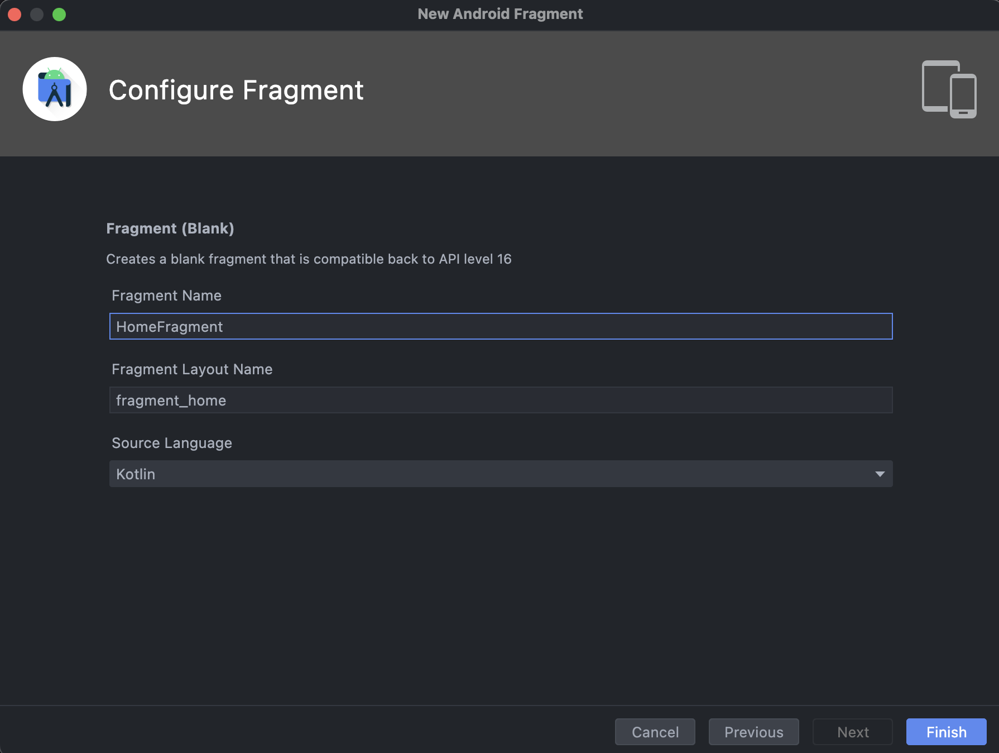 New Android Fragment
Configure Fragment
Fragment (Blank)
Creates a blank fragment that is compatible back to API level 16
Fragment Name
HomeFragment
Fragment Layout Name
fragment_home
Source Language
Kotlin
Cancel
Previous
Next
Finish